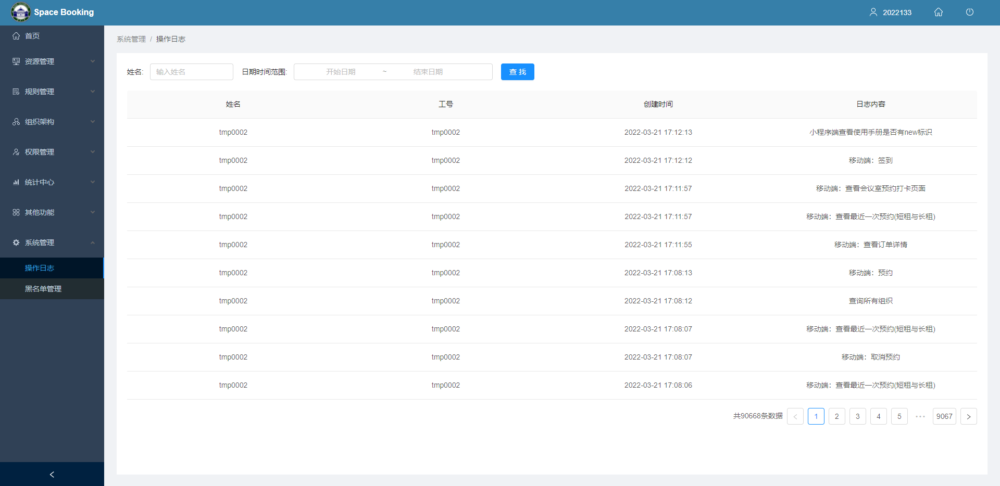 Space Booking
2022133
首页
资源管理
规则管理
组织架构
权限管理
统计中心
其他功能
系统管理
操作日志
黑名单管理
系统管理 / 操作日志
姓名: 输入姓名 日期时间范围: 开始日期 ~ 结束日期 查 找
姓名 工号 创建时间 日志内容
tmp0002 tmp0002 2022-03-21 17:12:13 小程序端查看使用手册是否有new标识
tmp0002 tmp0002 2022-03-21 17:12:12 移动端：签到
tmp0002 tmp0002 2022-03-21 17:11:57 移动端：查看会议室预约打卡页面
tmp0002 tmp0002 2022-03-21 17:11:57 移动端：查看最近一次预约(短租与长租)
tmp0002 tmp0002 2022-03-21 17:11:55 移动端：查看订单详情
tmp0002 tmp0002 2022-03-21 17:08:13 移动端：预约
tmp0002 tmp0002 2022-03-21 17:08:12 查询所有组织
tmp0002 tmp0002 2022-03-21 17:08:07 移动端：查看最近一次预约(短租与长租)
tmp0002 tmp0002 2022-03-21 17:08:07 移动端：取消预约
tmp0002 tmp0002 2022-03-21 17:08:06 移动端：查看最近一次预约(短租与长租)
共90668条数据 < 1 2 3 4 5 ••• 9067 >